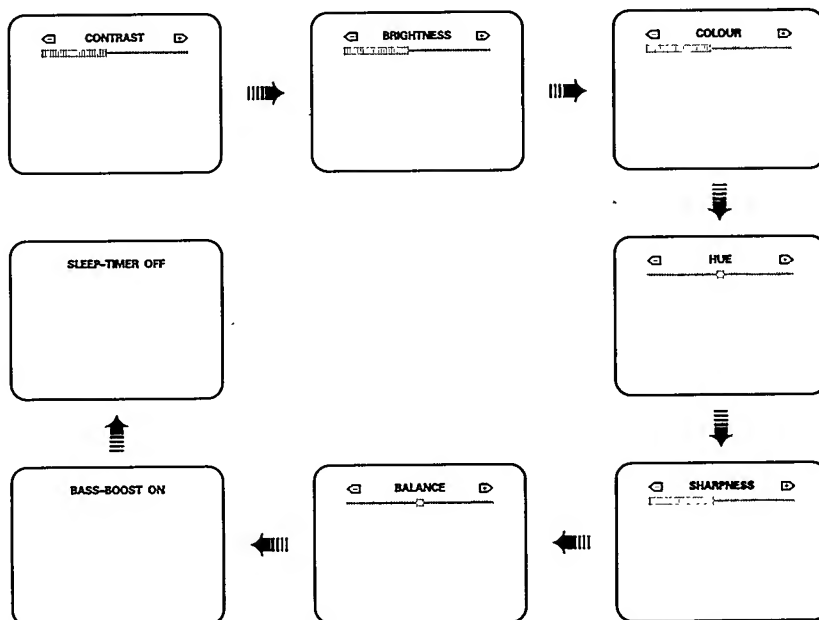 CONTRAST
BRIGHTNESS
COLOUR
SLEEP-TIMER OFF
HUE
BASS-BOOST ON
BALANCE
SHARPNESS